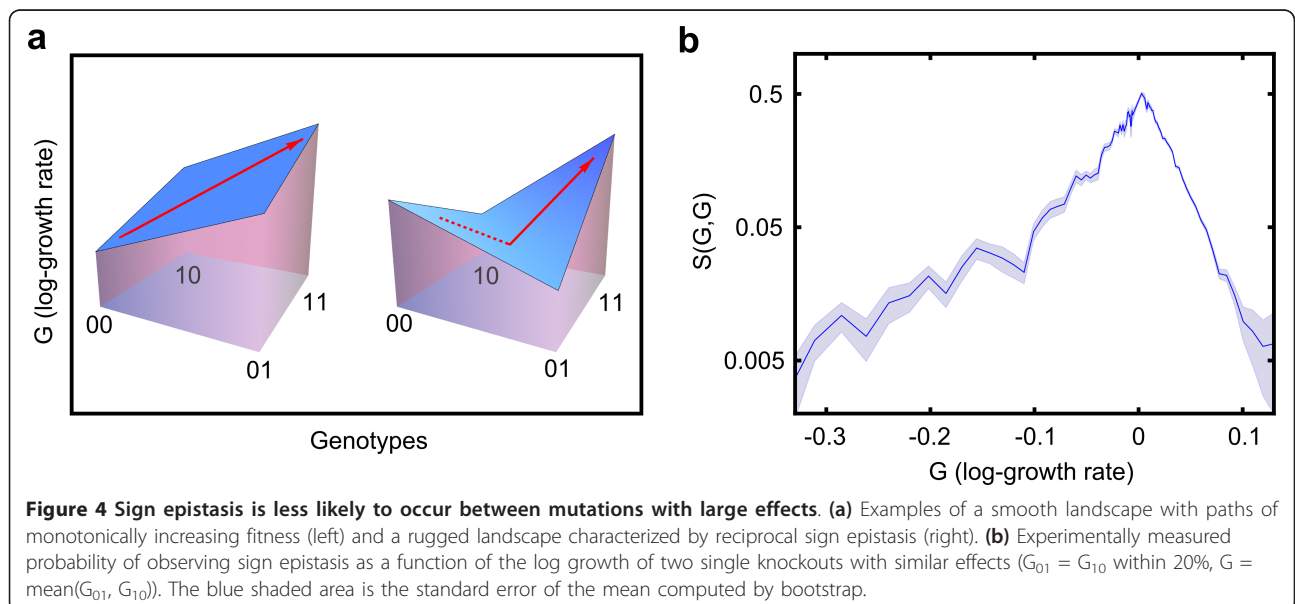 a
G (log-growth rate)
00
10
01
11
00
10
01
11
Genotypes
b
S(G,G)
0.5
0.05
0.005
-0.3
-0.2
-0.1
0
0.1
G (log-growth rate)
Figure 4 Sign epistasis is less likely to occur between mutations with large effects. (a) Examples of a smooth landscape with paths of
monotonically increasing fitness (left) and a rugged landscape characterized by reciprocal sign epistasis (right). (b) Experimentally measured
probability of observing sign epistasis as a function of the log growth of two single knockouts with similar effects (G₀₁ = G₁₀ within 20%, G =
mean(G₀₁, G₁₀)). The blue shaded area is the standard error of the mean computed by bootstrap.